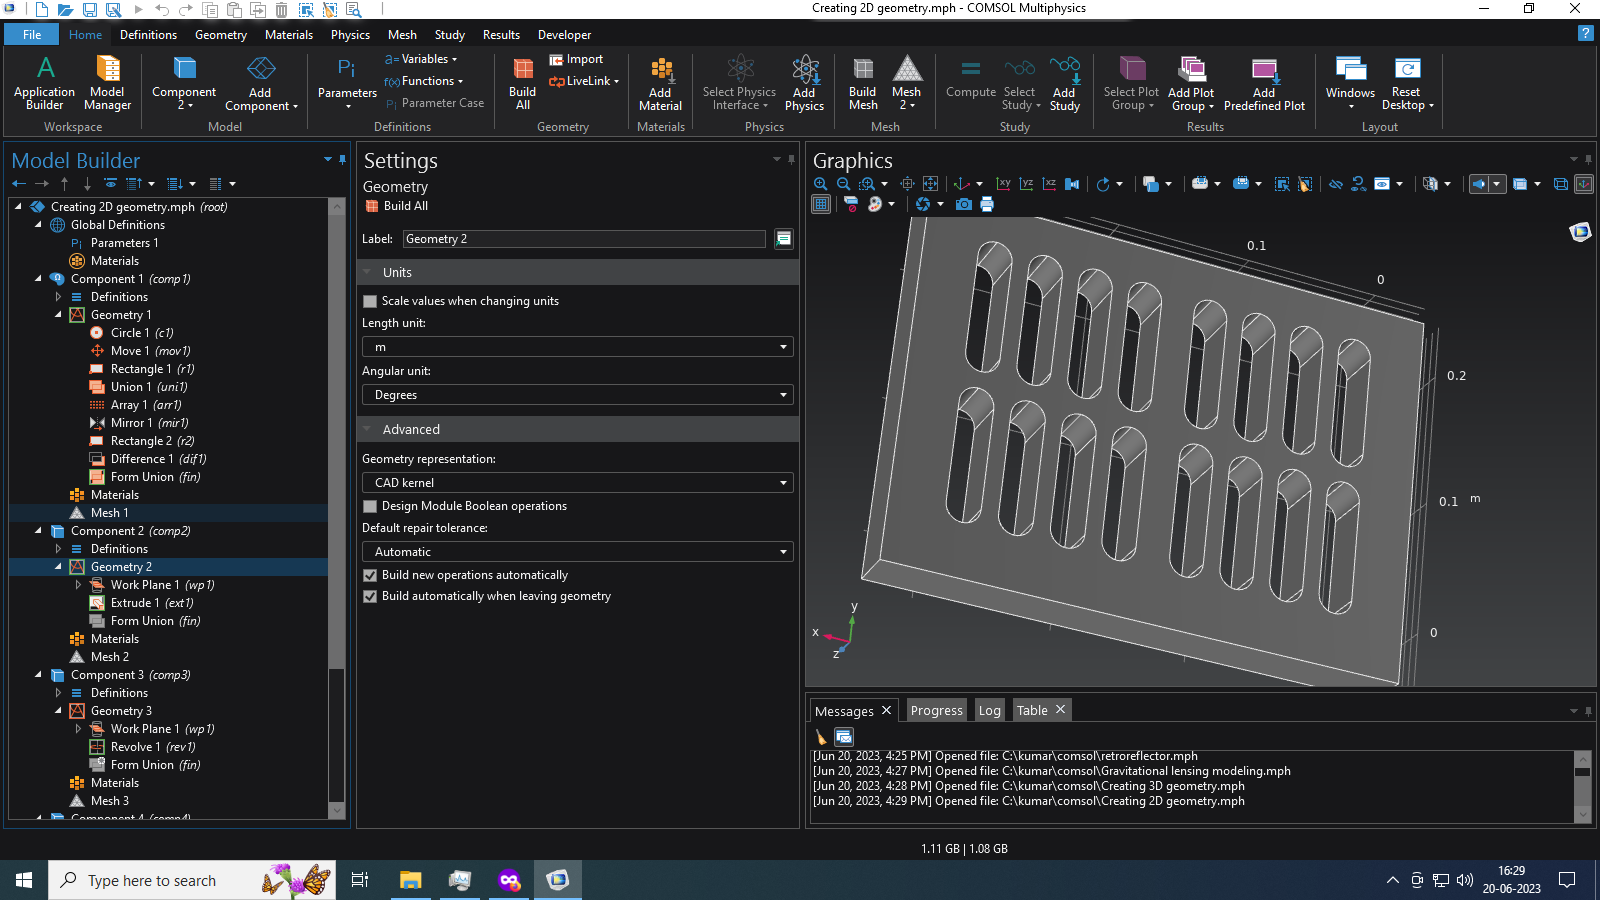 Creating 2D geometry.mph - COMSOL Multiphysics
File Home Definitions Geometry Materials Physics Mesh Study Results Developer
Application Builder
Model Manager
Workspace
Component 2
Add Component
Model
Pi
Parameters
a= Variables
f(x) Functions
Pi Parameter Case
Definitions
Build All
Import
LiveLink
Geometry
Add Material
Materials
Select Physics Interface
Add Physics
Physics
Build Mesh
Mesh 2
Mesh
Compute
Select Study
Add Study
Study
Select Plot Group
Add Plot Group
Add Predefined Plot
Results
Windows
Reset Desktop
Layout
Model Builder
Creating 2D geometry.mph (root)
Global Definitions
Pi Parameters 1
Materials
Component 1 (comp1)
Definitions
Geometry 1
Circle 1 (c1)
Move 1 (mov1)
Rectangle 1 (r1)
Union 1 (uni1)
Array 1 (arr1)
Mirror 1 (mir1)
Rectangle 2 (r2)
Difference 1 (dif1)
Form Union (fin)
Materials
Mesh 1
Component 2 (comp2)
Definitions
Geometry 2
Work Plane 1 (wp1)
Extrude 1 (ext1)
Form Union (fin)
Materials
Mesh 2
Component 3 (comp3)
Definitions
Geometry 3
Work Plane 1 (wp1)
Revolve 1 (rev1)
Form Union (fin)
Materials
Mesh 3
Component 4 (comp4)
Settings
Geometry
Build All
Label: Geometry 2
Units
Scale values when changing units
Length unit:
m
Angular unit:
Degrees
Advanced
Geometry representation:
CAD kernel
Design Module Boolean operations
Default repair tolerance:
Automatic
Build new operations automatically
Build automatically when leaving geometry
Graphics
xy yz xz
0.1
0
0.2
0.1 m
0
y
x
z
Messages Progress Log Table
[Jun 20, 2023, 4:25 PM] Opened file: C:\kumar\comsol\retroreflector.mph
[Jun 20, 2023, 4:27 PM] Opened file: C:\kumar\comsol\Gravitational lensing modeling.mph
[Jun 20, 2023, 4:28 PM] Opened file: C:\kumar\comsol\Creating 3D geometry.mph
[Jun 20, 2023, 4:29 PM] Opened file: C:\kumar\comsol\Creating 2D geometry.mph
1.11 GB | 1.08 GB
Type here to search
16:29
20-06-2023